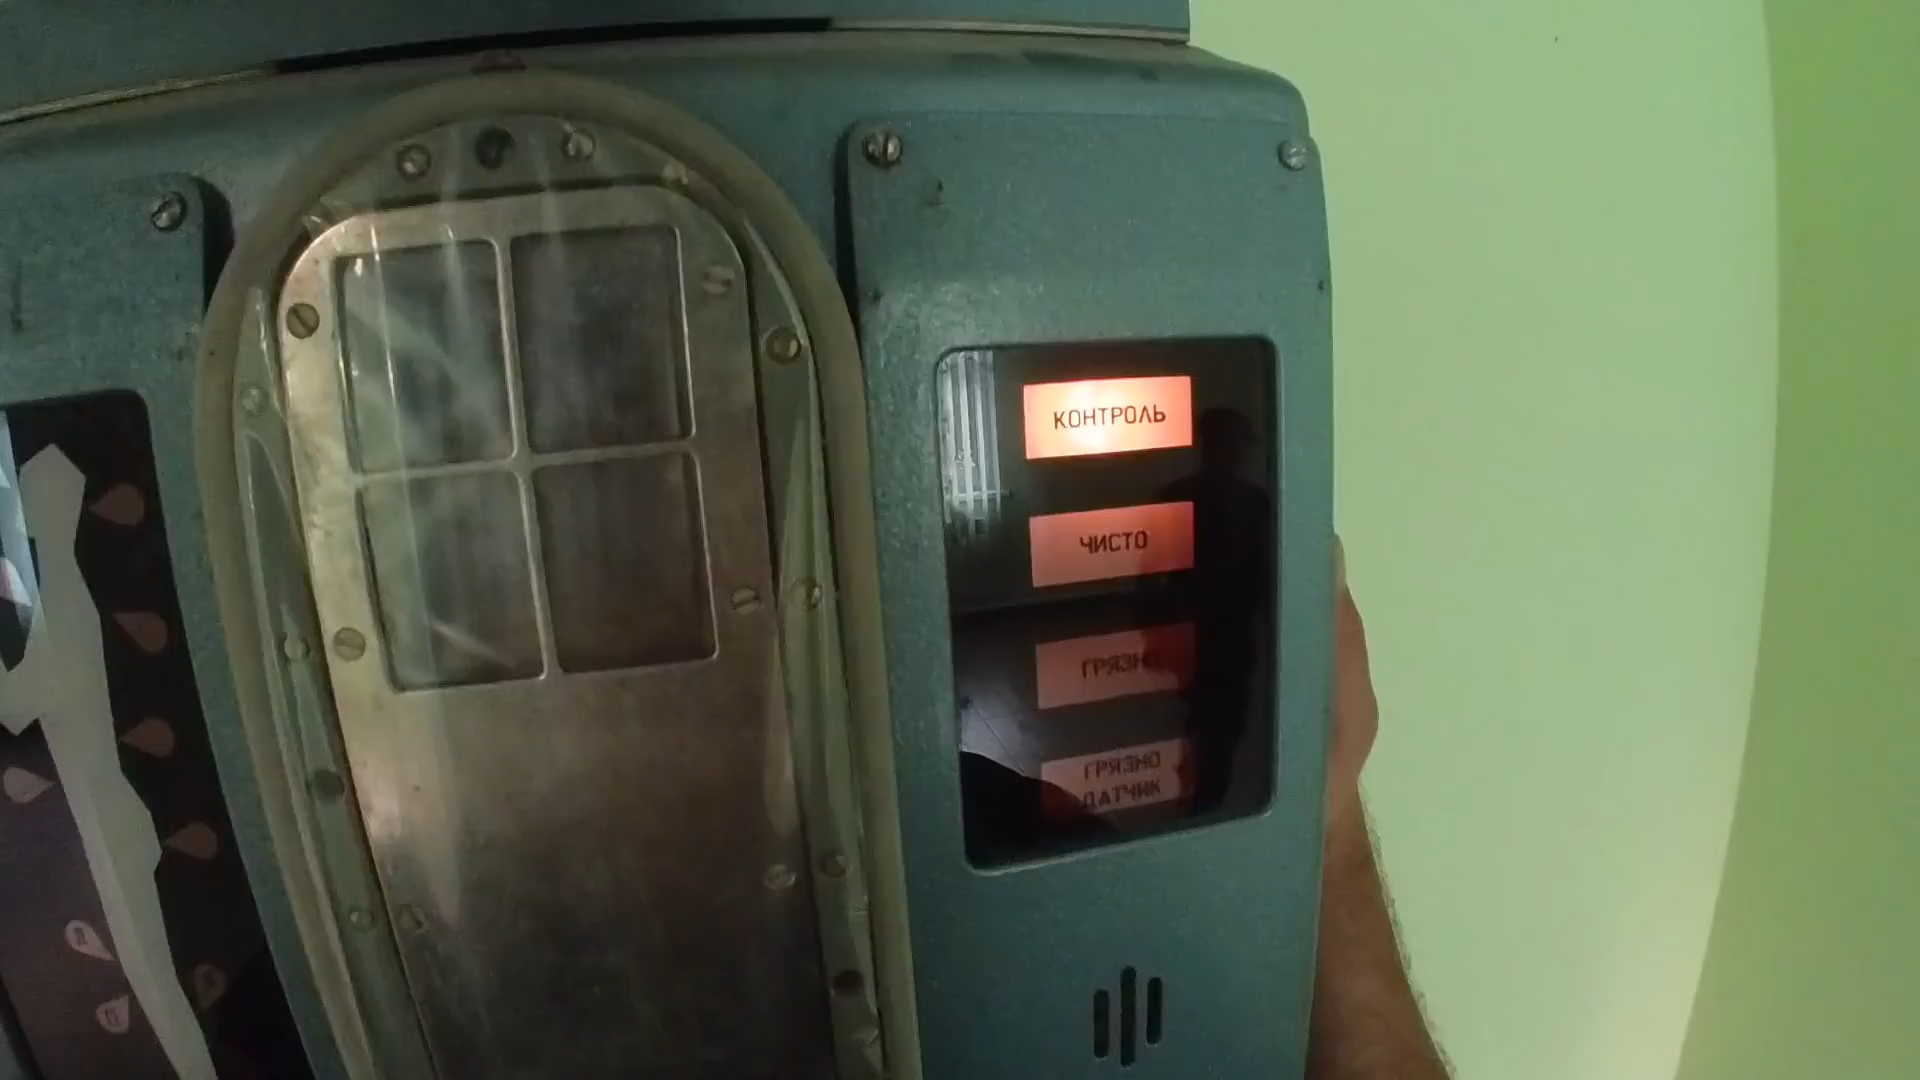 КОНТРОЛЬ
ЧИСТО
ГРЯЗНО
ГРЯЗНО
ДАТЧИК
Л
П